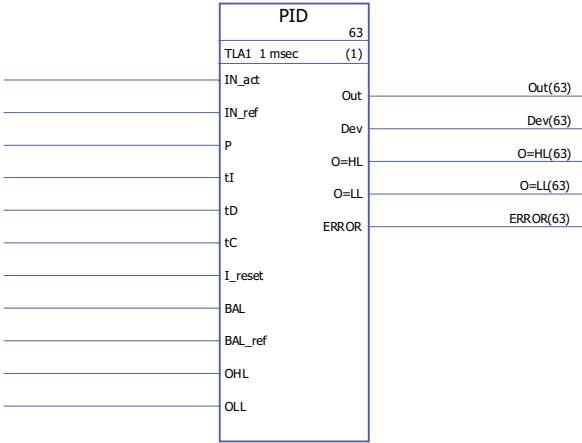 PID
63
TLA1 1 msec (1)
IN_act
IN_ref
P
tI
tD
tC
I_reset
BAL
BAL_ref
OHL
OLL
Out
Dev
O=HL
O=LL
ERROR
Out(63)
Dev(63)
O=HL(63)
O=LL(63)
ERROR(63)